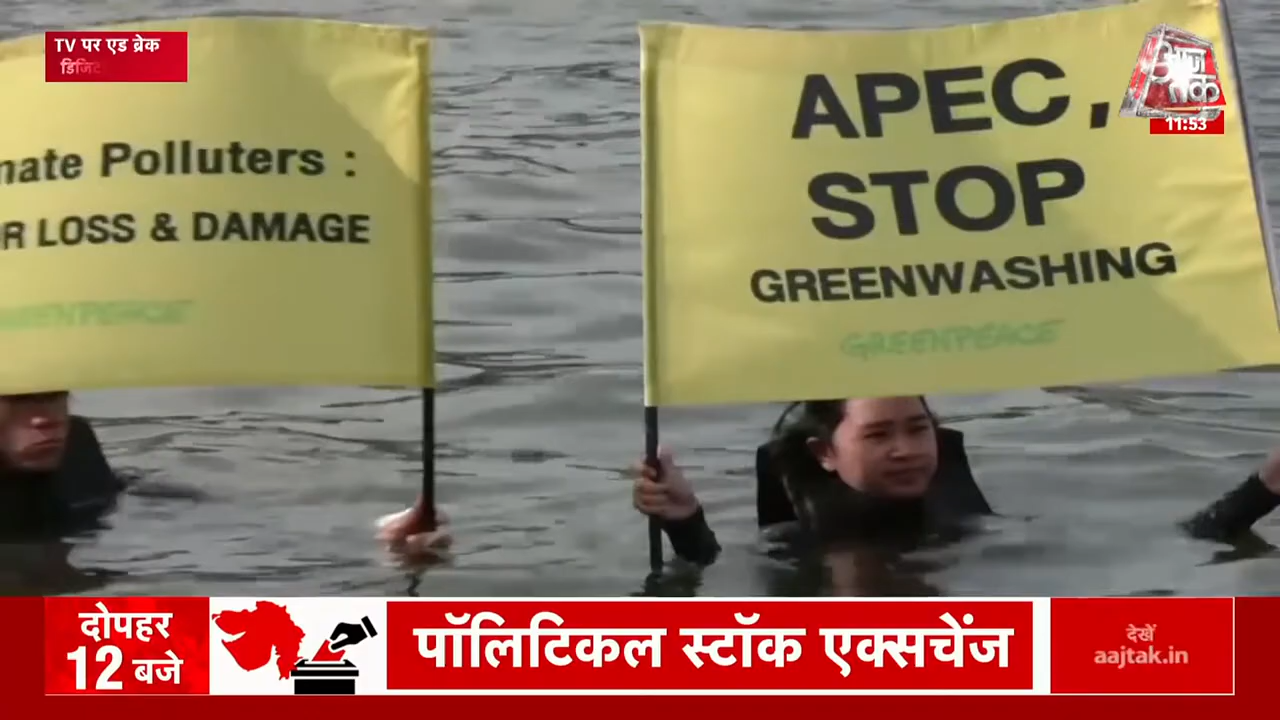 TV पर एड ब्रेक
Polluters :
LOSS & DAMAGE
GREENPEACE
APEC,
STOP
GREENWASHING
GREENPEACE
आज तक
11:53
दोपहर
12 बजे
पॉलिटिकल स्टॉक एक्सचेंज
देखें
aajtak.in